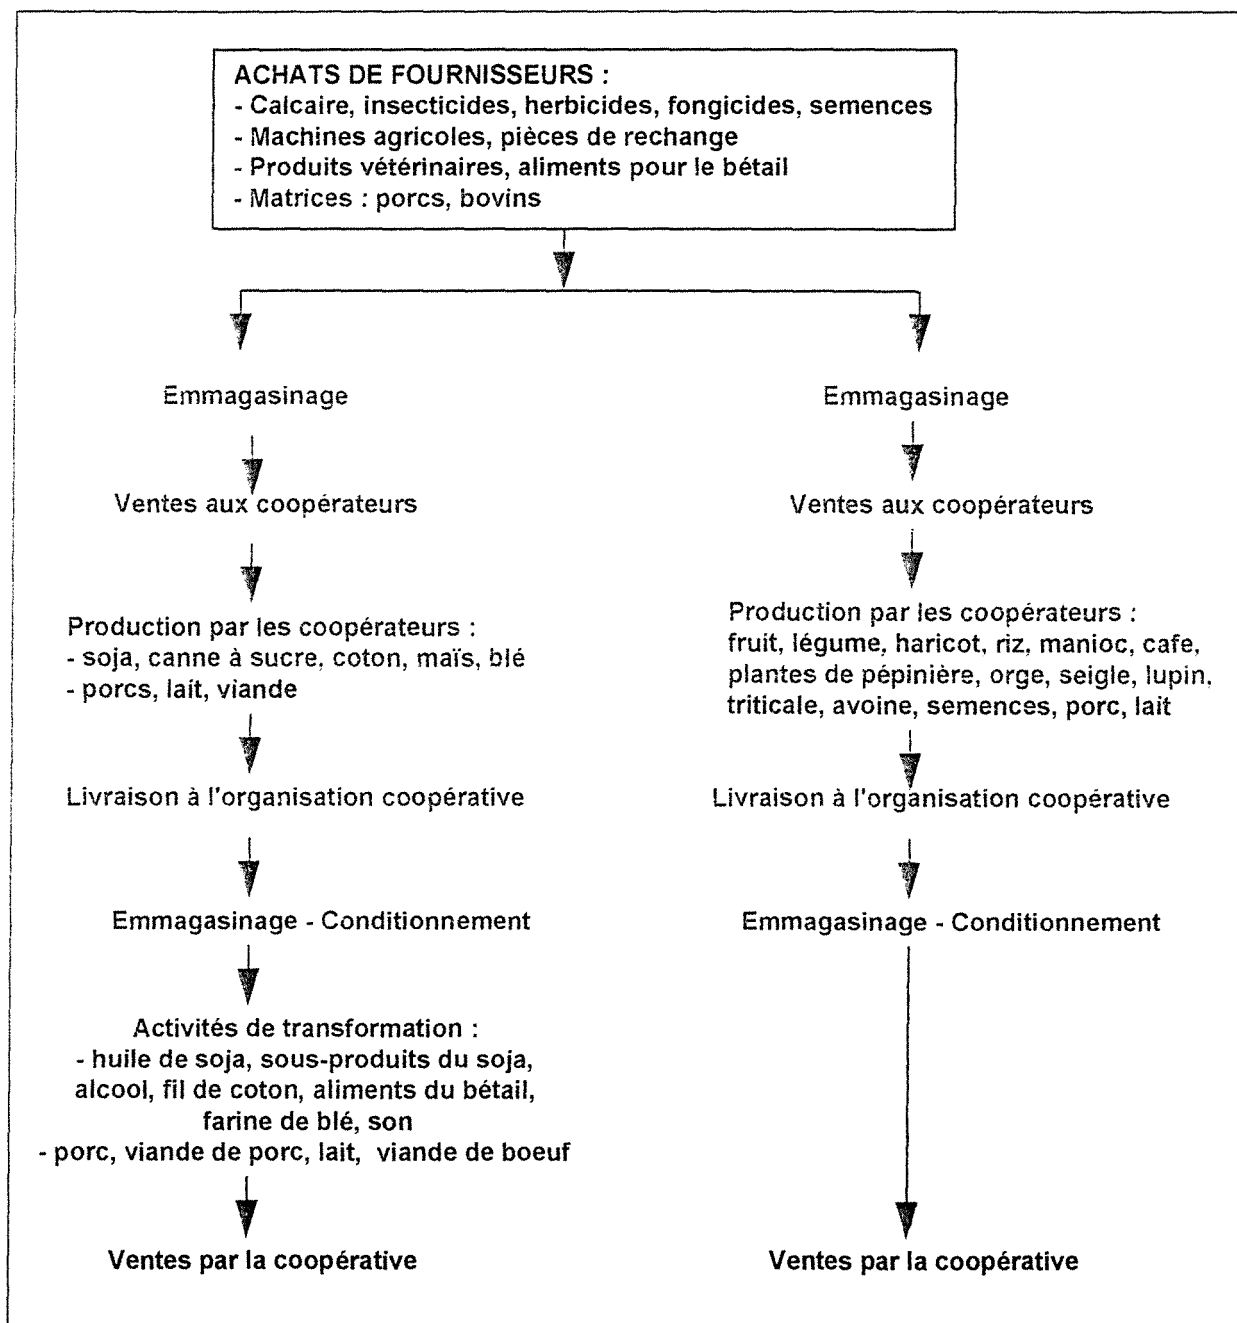 ACHATS DE FOURNISSEURS :
- Calcaire, insecticides, herbicides, fongicides, semences
- Machines agricoles, pièces de rechange
- Produits vétérinaires, aliments pour le bétail
- Matrices : porcs, bovins
Emmagasinage
Ventes aux coopérateurs
Production par les coopérateurs :
- soja, canne à sucre, coton, maïs, blé
- porcs, lait, viande
Livraison à l'organisation coopérative
Emmagasinage - Conditionnement
Activités de transformation :
- huile de soja, sous-produits du soja,
alcool, fil de coton, aliments du bétail,
farine de blé, son
- porc, viande de porc, lait, viande de boeuf
Ventes par la coopérative
Emmagasinage
Ventes aux coopérateurs
Production par les coopérateurs :
fruit, légume, haricot, riz, manioc, cafe,
plantes de pépinière, orge, seigle, lupin,
triticale, avoine, semences, porc, lait
Livraison à l'organisation coopérative
Emmagasinage - Conditionnement
Ventes par la coopérative